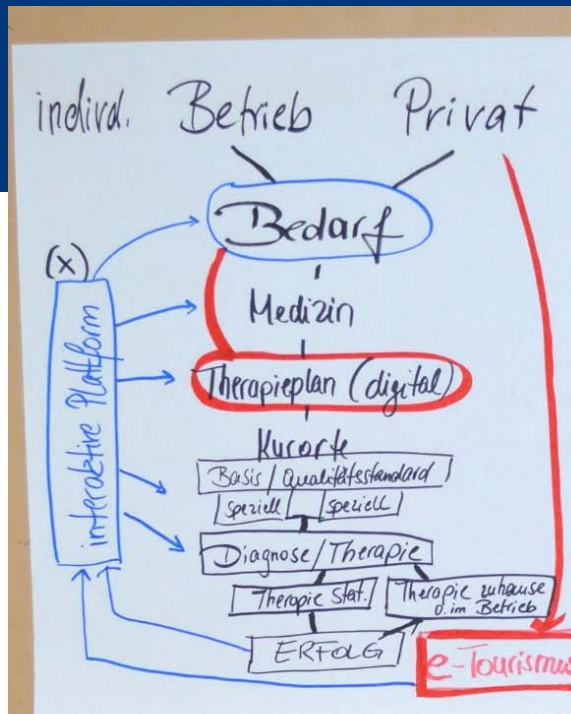 individ. Betrieb Privat
Bedarf
(x)
Medizin
interaktive Plattform
Therapieplan (digital)
Kurorte
Basis / Qualitätsstandard
speziell speziell
Diagnose/Therapie
Therapie Stat.
Therapie zuhause
o. im Betrieb
ERFOLG
e-Tourismus